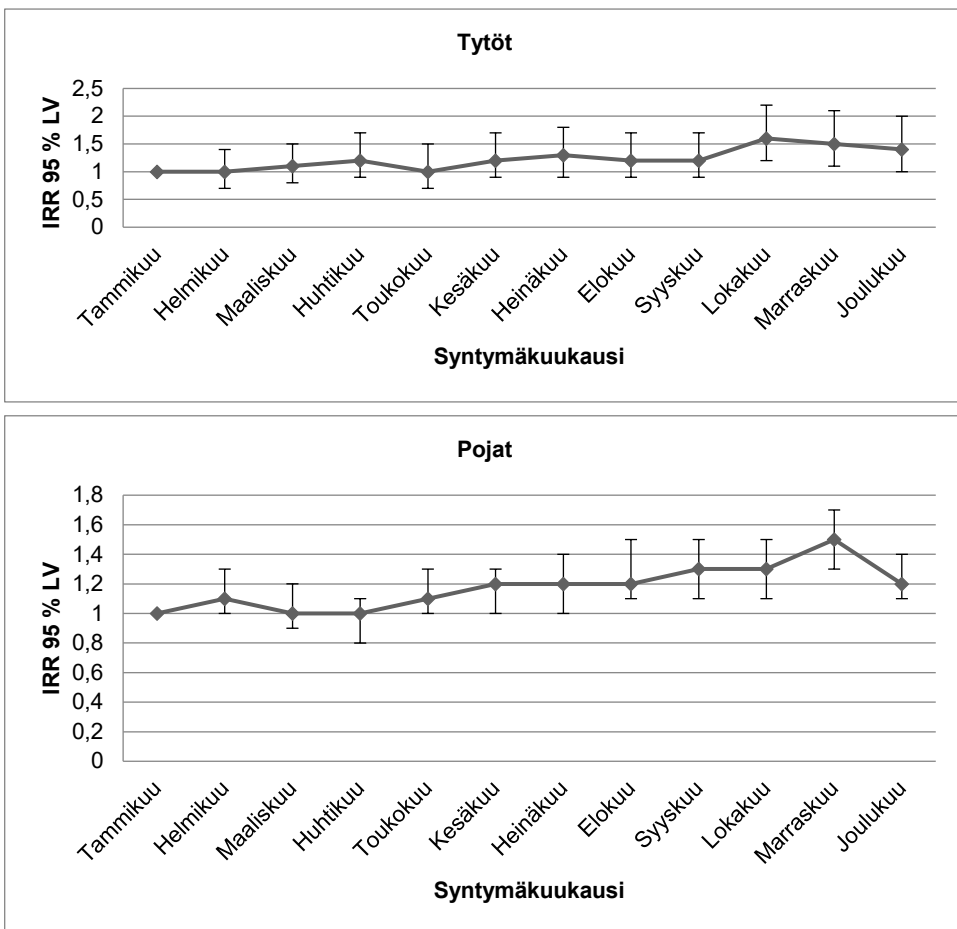 Tytöt
IRR 95 % LV
2,5
2
1,5
1
0,5
0
Tammikuu
Helmikuu
Maaliskuu
Huhtikuu
Toukokuu
Kesäkuu
Heinäkuu
Elokuu
Syyskuu
Lokakuu
Marraskuu
Joulukuu
Syntymäkuukausi
Pojat
IRR 95 % LV
1,8
1,6
1,4
1,2
1
0,8
0,6
0,4
0,2
0
Tammikuu
Helmikuu
Maaliskuu
Huhtikuu
Toukokuu
Kesäkuu
Heinäkuu
Elokuu
Syyskuu
Lokakuu
Marraskuu
Joulukuu
Syntymäkuukausi